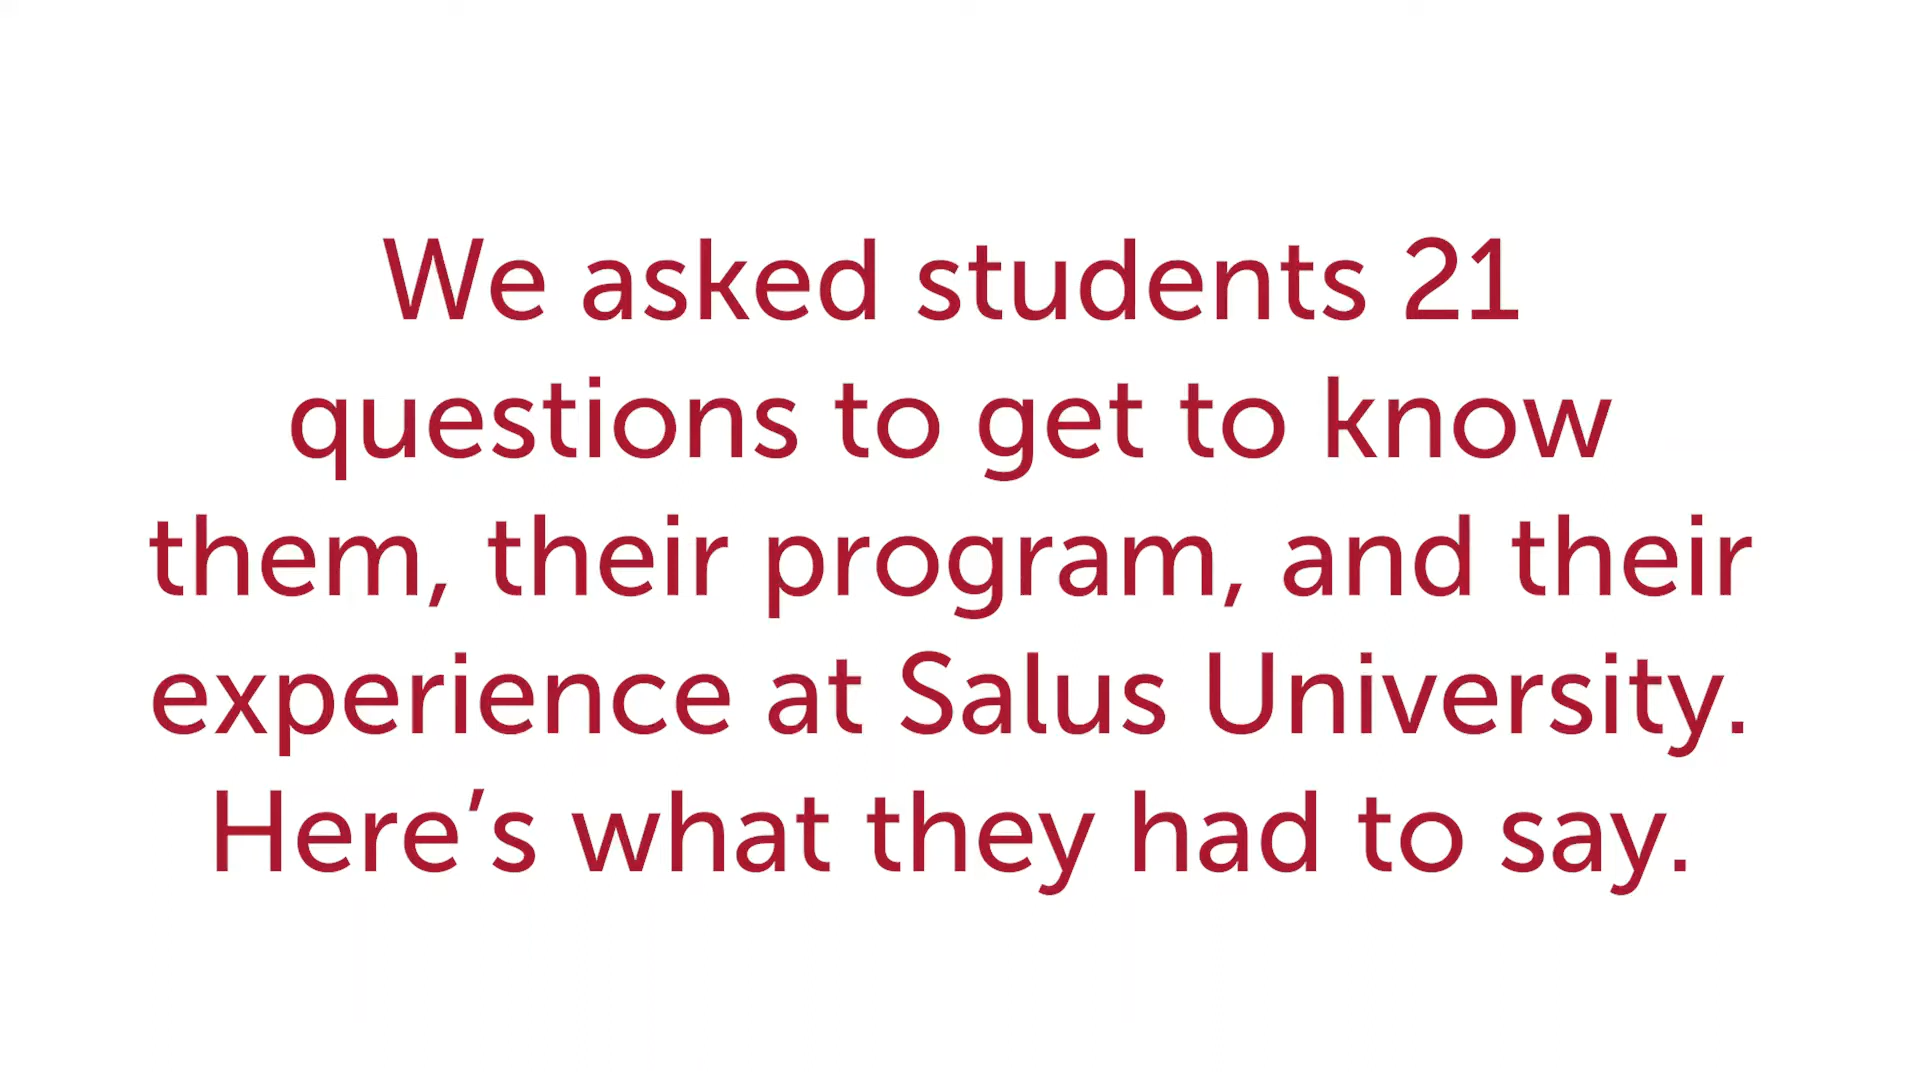 We asked students 21
questions to get to know
them, their program, and their
experience at Salus University.
Here’s what they had to say.